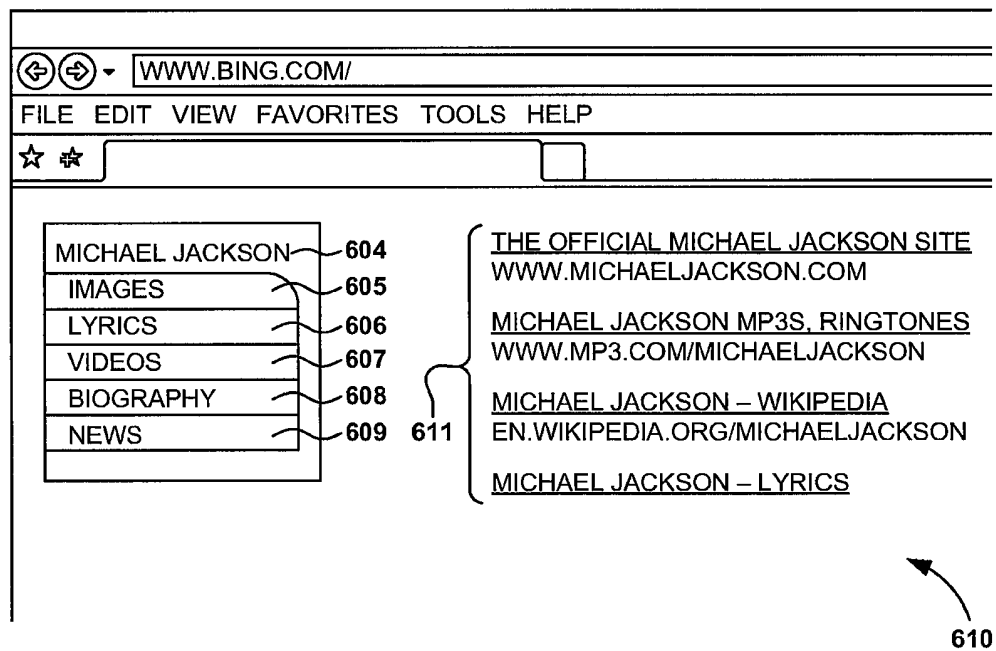 WWW.BING.COM/
FILE EDIT VIEW FAVORITES TOOLS HELP
MICHAEL JACKSON 604
IMAGES 605
LYRICS 606
VIDEOS 607
BIOGRAPHY 608
NEWS 609
611
THE OFFICIAL MICHAEL JACKSON SITE
WWW.MICHAELJACKSON.COM
MICHAEL JACKSON MP3S, RINGTONES
WWW.MP3.COM/MICHAELJACKSON
MICHAEL JACKSON – WIKIPEDIA
EN.WIKIPEDIA.ORG/MICHAELJACKSON
MICHAEL JACKSON – LYRICS
610